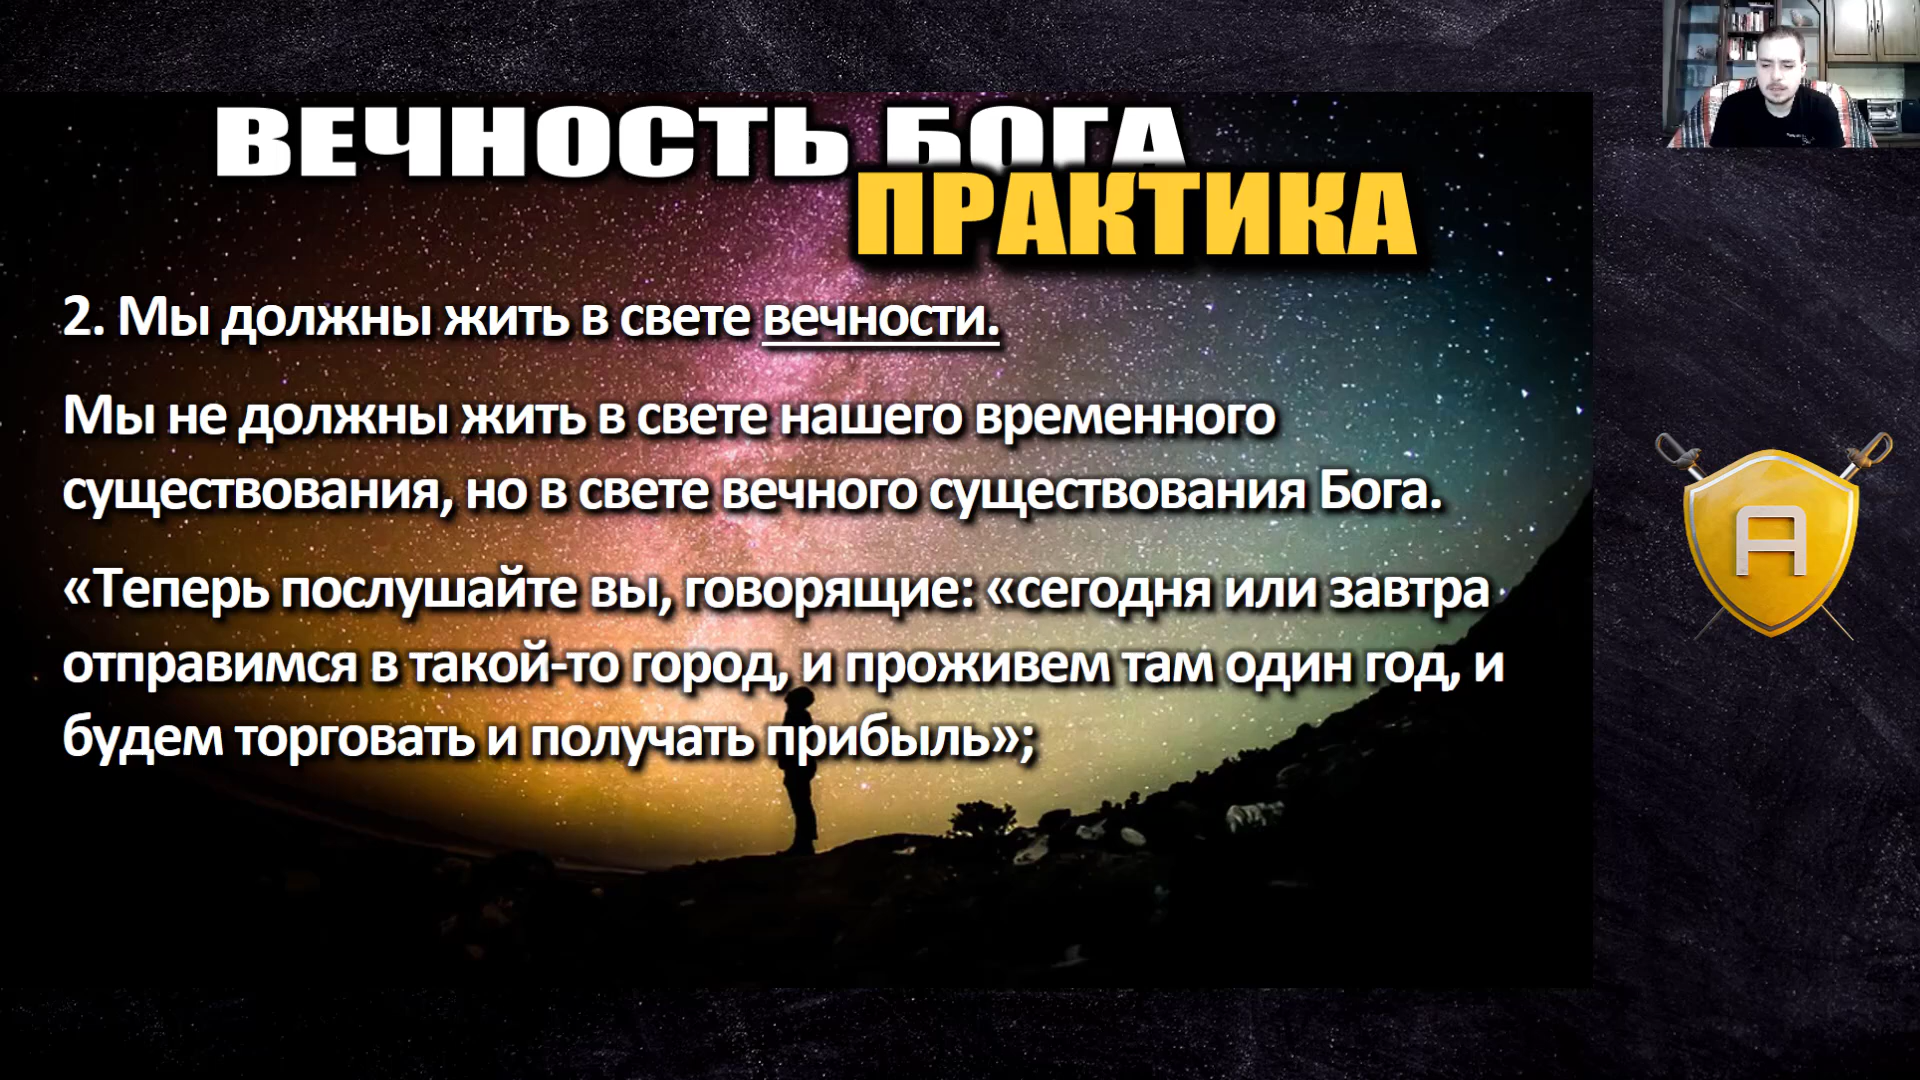 ВЕЧНОСТЬ БОГА
ПРАКТИКА
2. Мы должны жить в свете вечности.
Мы не должны жить в свете нашего временного
существования, но в свете вечного существования Бога.
«Теперь послушайте вы, говорящие: «сегодня или завтра
отправимся в такой-то город, и проживем там один год, и
будем торговать и получать прибыль»;
A